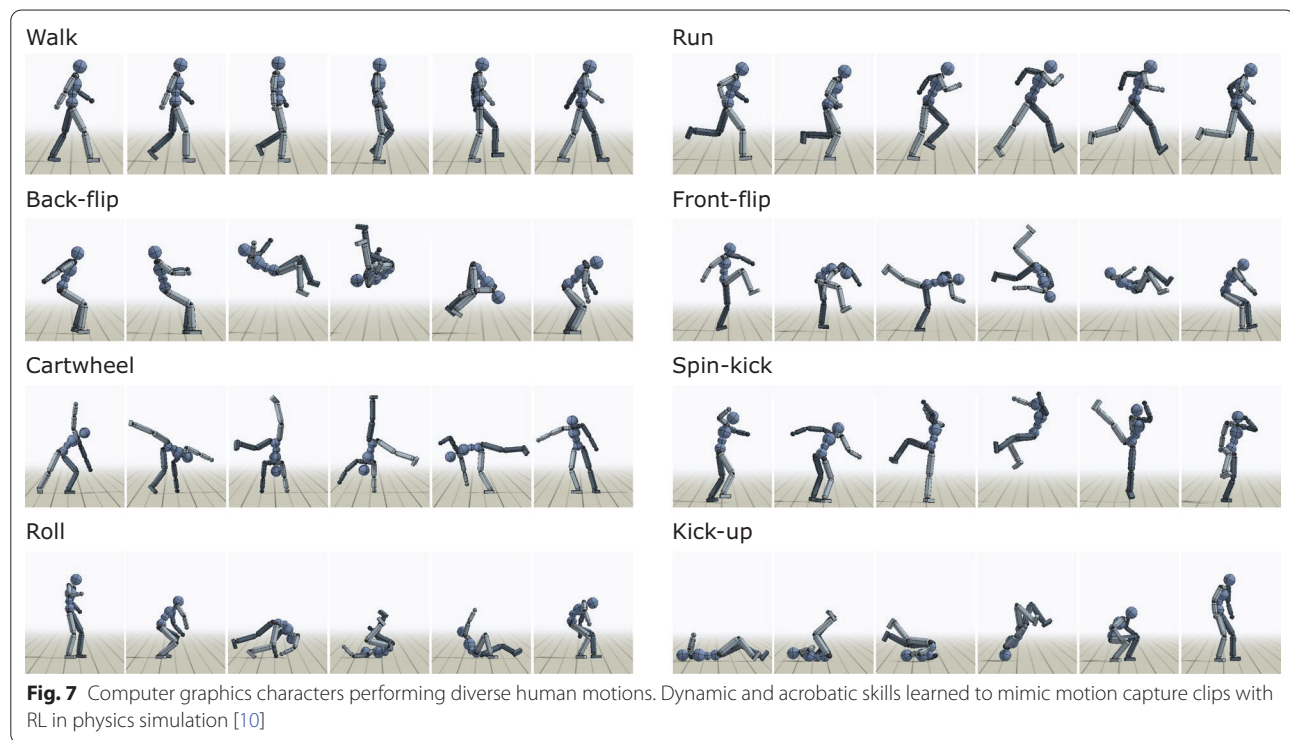 Walk
Run
Back-flip
Front-flip
Cartwheel
Spin-kick
Roll
Kick-up
Fig. 7 Computer graphics characters performing diverse human motions. Dynamic and acrobatic skills learned to mimic motion capture clips with
RL in physics simulation [10]